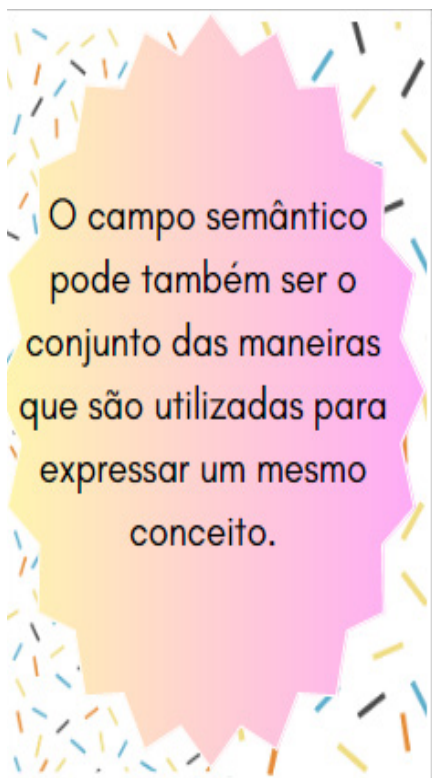 O campo semântico
pode também ser o
conjunto das maneiras
que são utilizadas para
expressar um mesmo
conceito.